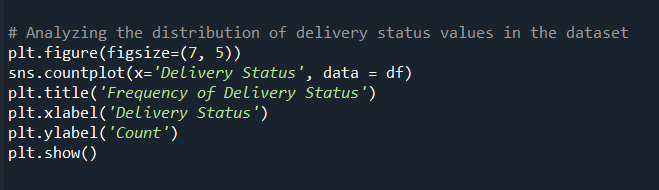 # Analyzing the distribution of delivery status values in the dataset
plt.figure(figsize=(7, 5))
sns.countplot(x='Delivery Status', data = df)
plt.title('Frequency of Delivery Status')
plt.xlabel('Delivery Status')
plt.ylabel('Count')
plt.show()